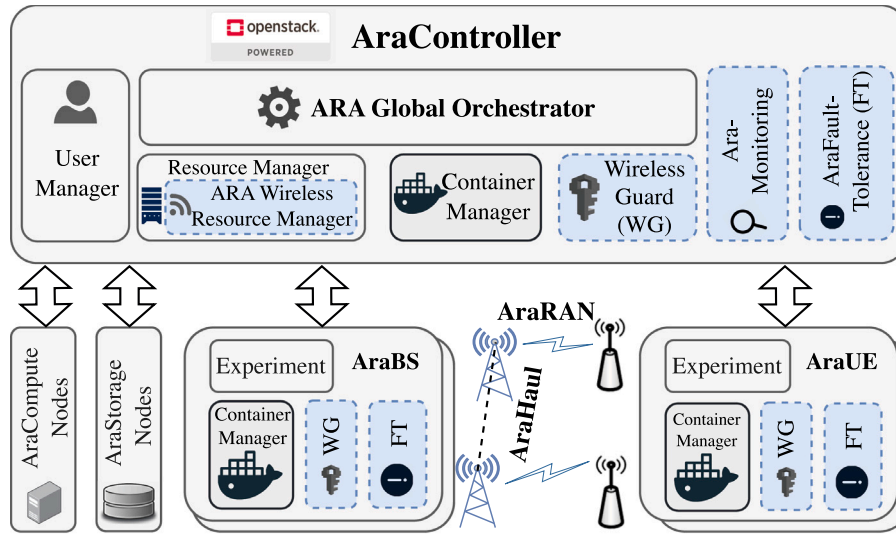 openstack.
POWERED
AraController
User
Manager
ARA Global Orchestrator
Resource Manager
ARA Wireless
Resource Manager
Container
Manager
Wireless
Guard
(WG)
Ara-
Monitoring
AraFault-
Tolerance (FT)
AraCompute
Nodes
AraStorage
Nodes
Experiment
AraBS
Container
Manager
WG
FT
AraRAN
AraHaul
Experiment
AraUE
Container
Manager
WG
FT